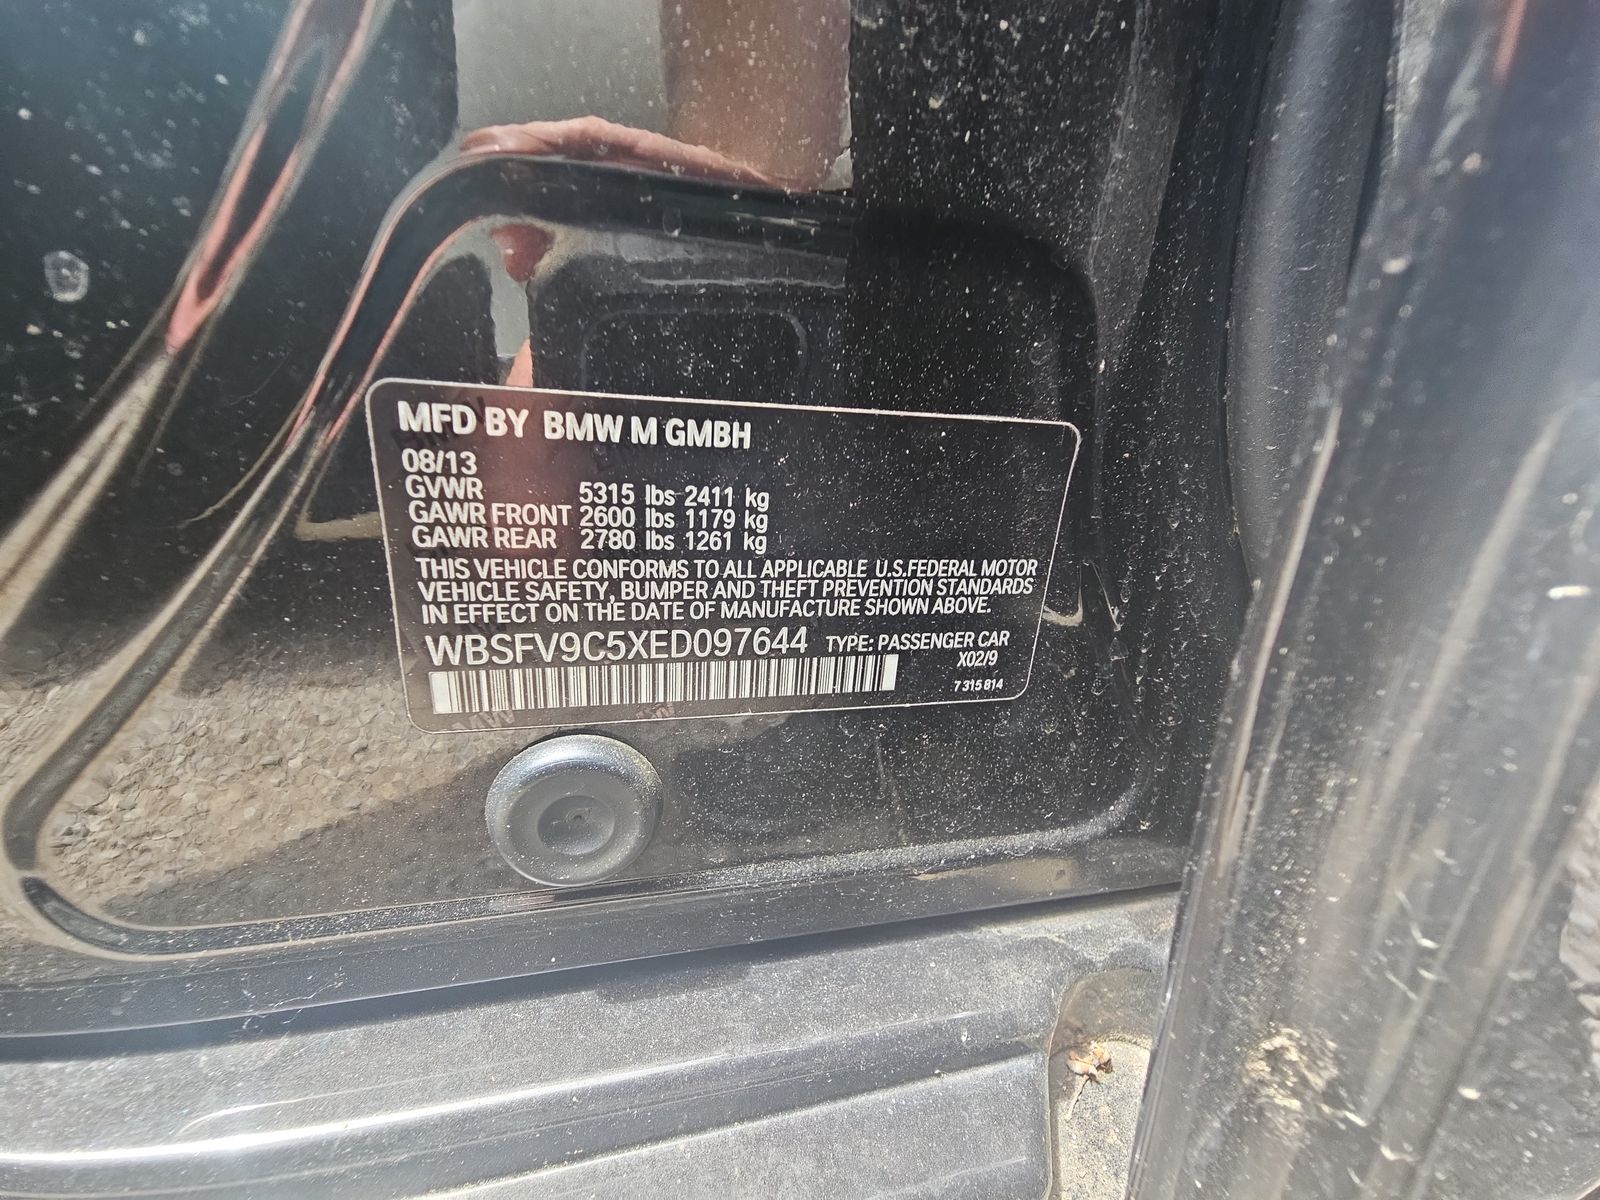 MFD BY BMW M GMBH
08/13
GVWR 5315 lbs 2411 kg
GAWR FRONT 2600 lbs 1179 kg
GAWR REAR 2780 lbs 1261 kg
THIS VEHICLE CONFORMS TO ALL APPLICABLE U.S.FEDERAL MOTOR
VEHICLE SAFETY, BUMPER AND THEFT PREVENTION STANDARDS
IN EFFECT ON THE DATE OF MANUFACTURE SHOWN ABOVE.
WBSFV9C5XED097644 TYPE: PASSENGER CAR
X02/9
7 315 814